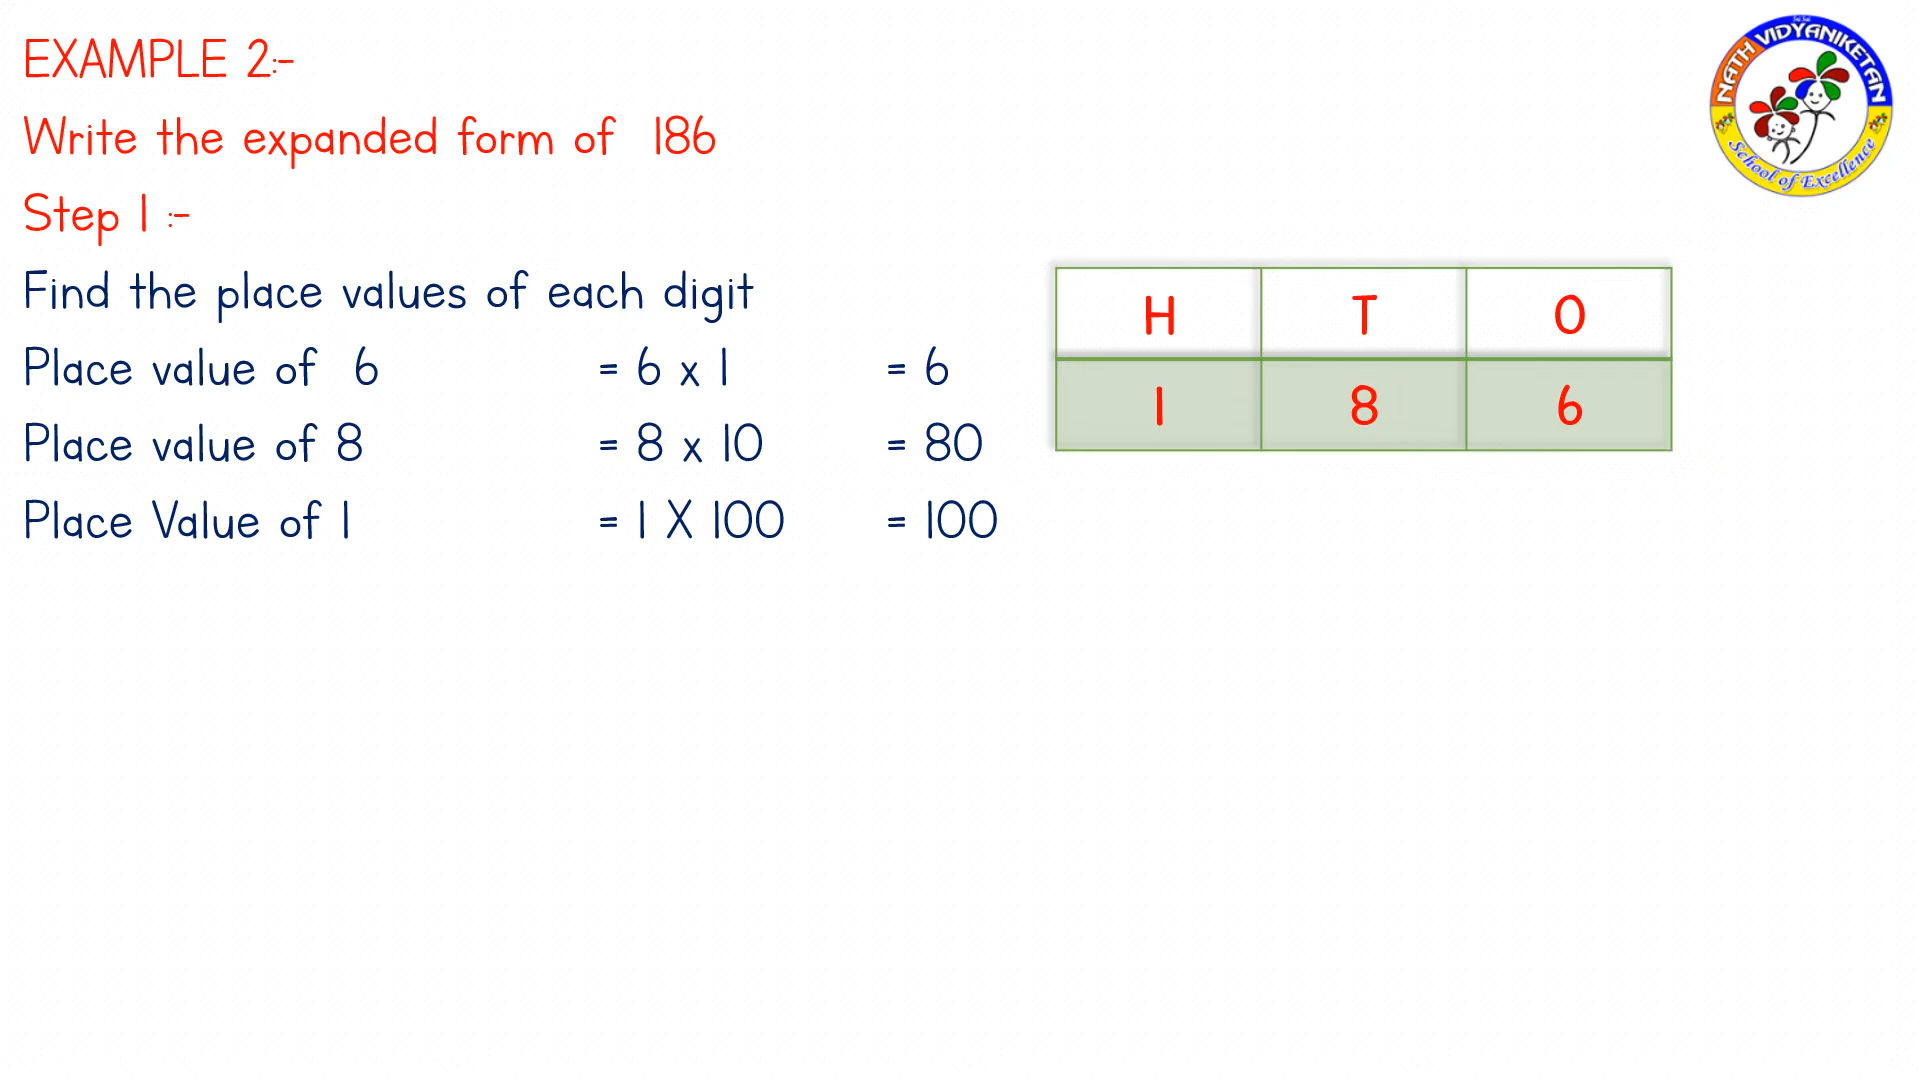 EXAMPLE 2:-
Write the expanded form of 186
Step 1 :-
Find the place values of each digit
Place value of 6 = 6 x 1 = 6
Place value of 8 = 8 x 10 = 80
Place Value of 1 = 1 X 100 = 100
H T O
1 8 6
Sai Sai
NATH VIDYANIKETAN
School of Excellence